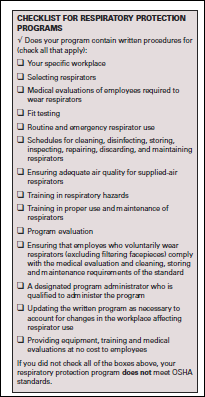 CHECKLIST FOR RESPIRATORY PROTECTION
PROGRAMS
√ Does your program contain written procedures for
(check all that apply):
❑ Your specific workplace
❑ Selecting respirators
❑ Medical evaluations of employees required to
wear respirators
❑ Fit testing
❑ Routine and emergency respirator use
❑ Schedules for cleaning, disinfecting, storing,
inspecting, repairing, discarding, and maintaining
respirators
❑ Ensuring adequate air quality for supplied-air
respirators
❑ Training in respiratory hazards
❑ Training in proper use and maintenance of
respirators
❑ Program evaluation
❑ Ensuring that employes who voluntarily wear
respirators (excluding filtering facepieces) comply
with the medical evaluation and cleaning, storing
and maintenance requirements of the standard
❑ A designated program administrator who is
qualified to administer the program
❑ Updating the written program as necessary to
account for changes in the workplace affecting
respirator use
❑ Providing equipment, training and medical
evaluations at no cost to employees
If you did not check all of the boxes above, your
respiratory protection program does not meet OSHA
standards.